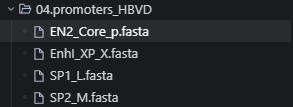 04.promoters_HBVD
EN2_Core_p.fasta
EnhI_XP_X.fasta
SP1_L.fasta
SP2_M.fasta